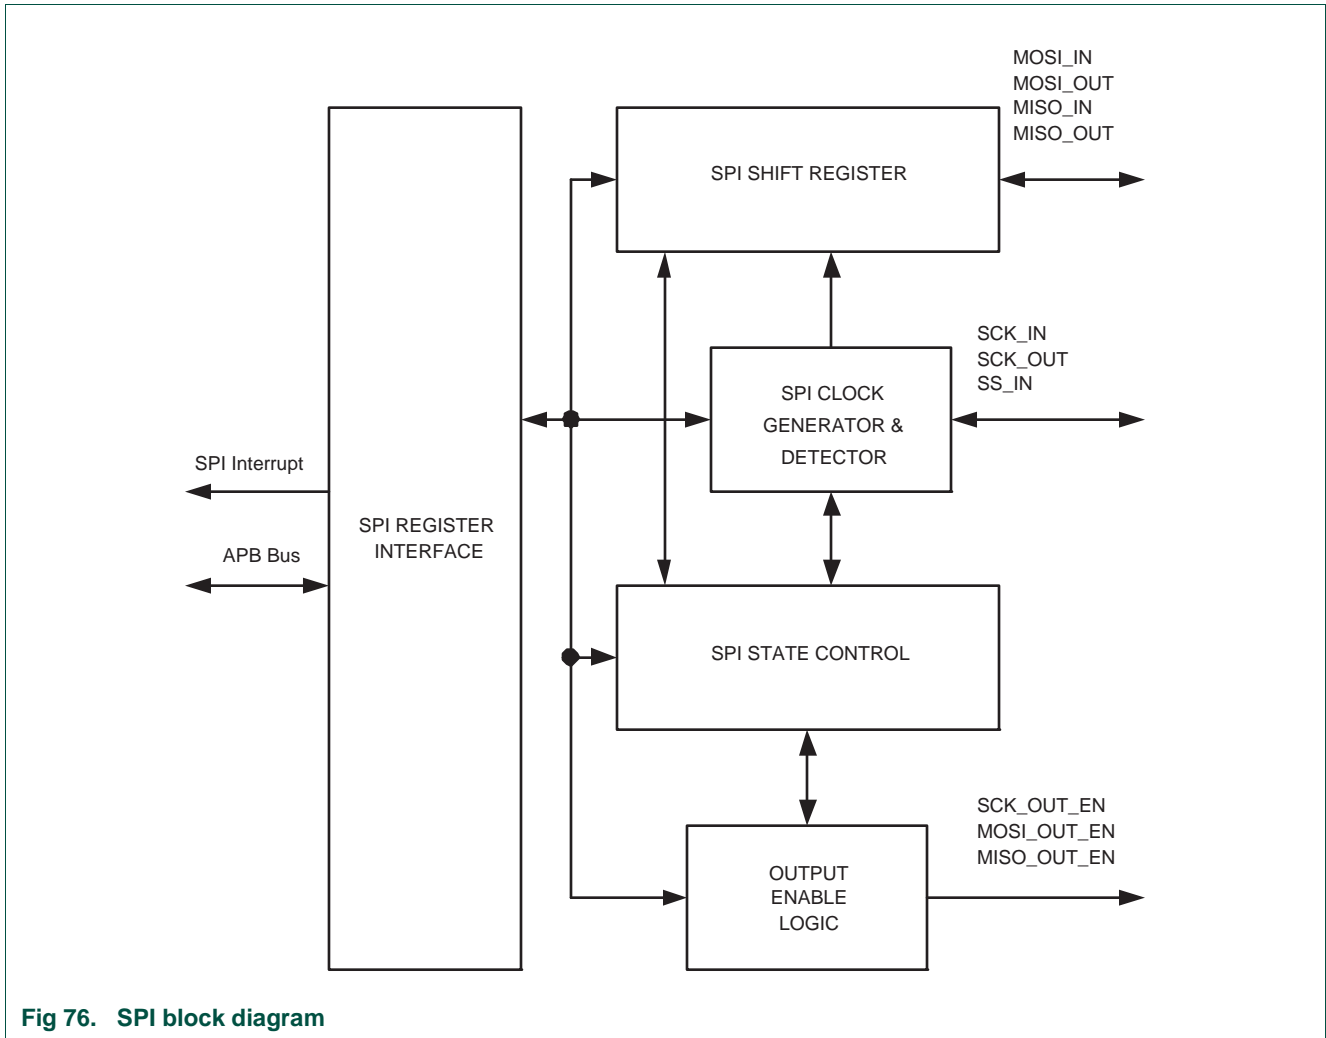 MOSI_IN
MOSI_OUT
MISO_IN
MISO_OUT
SPI SHIFT REGISTER
SCK_IN
SCK_OUT
SS_IN
SPI CLOCK
GENERATOR &
DETECTOR
SPI Interrupt
SPI REGISTER
INTERFACE
APB Bus
SPI STATE CONTROL
SCK_OUT_EN
MOSI_OUT_EN
MISO_OUT_EN
OUTPUT
ENABLE
LOGIC
Fig 76. SPI block diagram